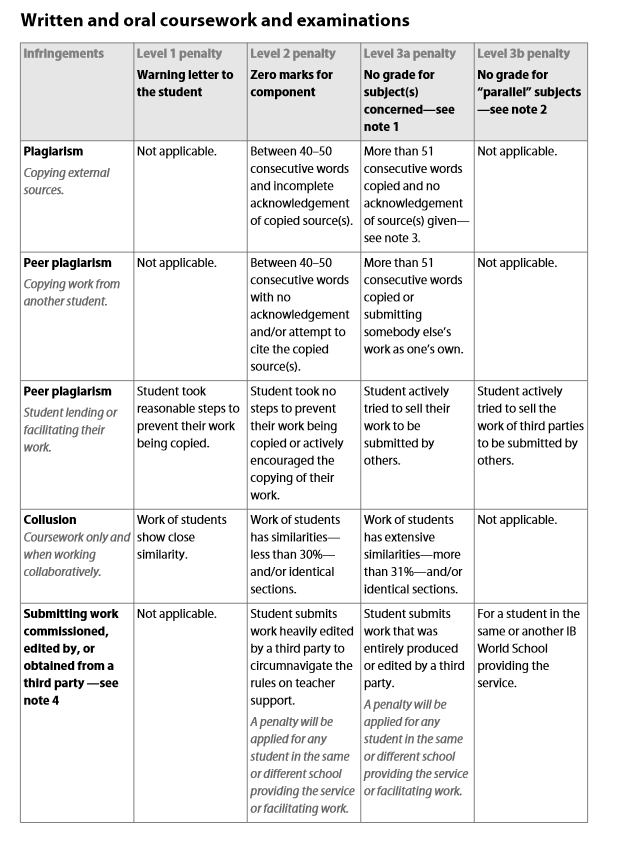 Written and oral coursework and examinations
Infringements
Level 1 penalty
Warning letter to
the student
Level 2 penalty
Zero marks for
component
Level 3a penalty
No grade for
subject(s)
concerned—see
note 1
Level 3b penalty
No grade for
“parallel” subjects
—see note 2
Plagiarism
Copying external
sources.
Not applicable.
Between 40–50
consecutive words
and incomplete
acknowledgement
of copied source(s).
More than 51
consecutive words
copied and no
acknowledgement
of source(s) given—
see note 3.
Not applicable.
Peer plagiarism
Copying work from
another student.
Not applicable.
Between 40–50
consecutive words
with no
acknowledgement
and/or attempt to
cite the copied
source(s).
More than 51
consecutive words
copied or
submitting
somebody else’s
work as one’s own.
Not applicable.
Peer plagiarism
Student lending or
facilitating their
work.
Student took
reasonable steps to
prevent their work
being copied.
Student took no
steps to prevent
their work being
copied or actively
encouraged the
copying of their
work.
Student actively
tried to sell their
work to be
submitted by
others.
Student actively
tried to sell the
work of third parties
to be submitted by
others.
Collusion
Coursework only and
when working
collaboratively.
Work of students
show close
similarity.
Work of students
has similarities—
less than 30%—
and/or identical
sections.
Work of students
has extensive
similarities—more
than 31%—and/or
identical sections.
Not applicable.
Submitting work
commissioned,
edited by, or
obtained from a
third party —see
note 4
Not applicable.
Student submits
work heavily edited
by a third party to
circumnavigate the
rules on teacher
support.
A penalty will be
applied for any
student in the same
or different school
providing the service
or facilitating work.
Student submits
work that was
entirely produced
or edited by a third
party.
A penalty will be
applied for any
student in the same
or different school
providing the service
or facilitating work.
For a student in the
same or another IB
World School
providing the
service.